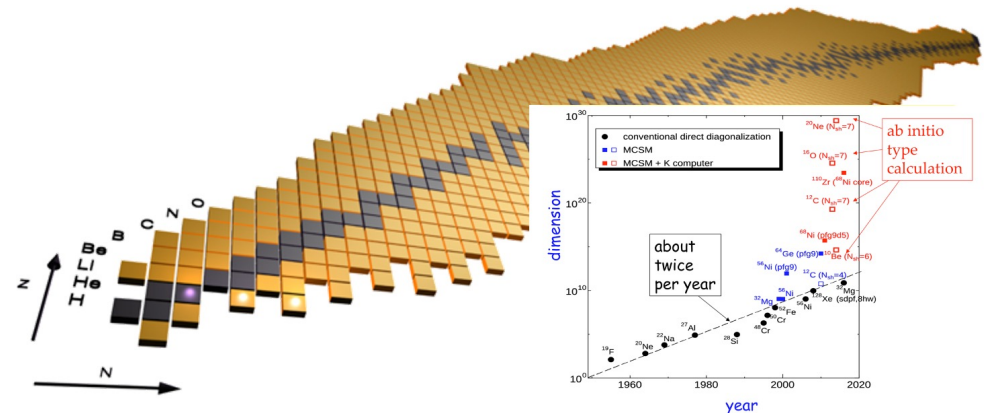 O
N
C
B
Be
Li
He
H
Z
N
10^30
10^20
10^10
10^0
dimension
conventional direct diagonalization
MCSM
MCSM + K computer
ab initio
type
calculation
about
twice
per year
20Ne (Nsh=7)
16O (Nsh=7)
110Zr (68Ni core)
12C (Nsh=7)
68Ni (pfg9d5)
64Ge (pfg9)
10Be (Nsh=6)
56Ni (pfg9)
12C (Nsh=4)
32Mg
56Ni
128Xe
32Mg
(sdpf,8hw)
52Fe
56Ni
50Cr
48Cr
27Al
28Si
22Na
20Ne
19F
1960
1980
2000
2020
year